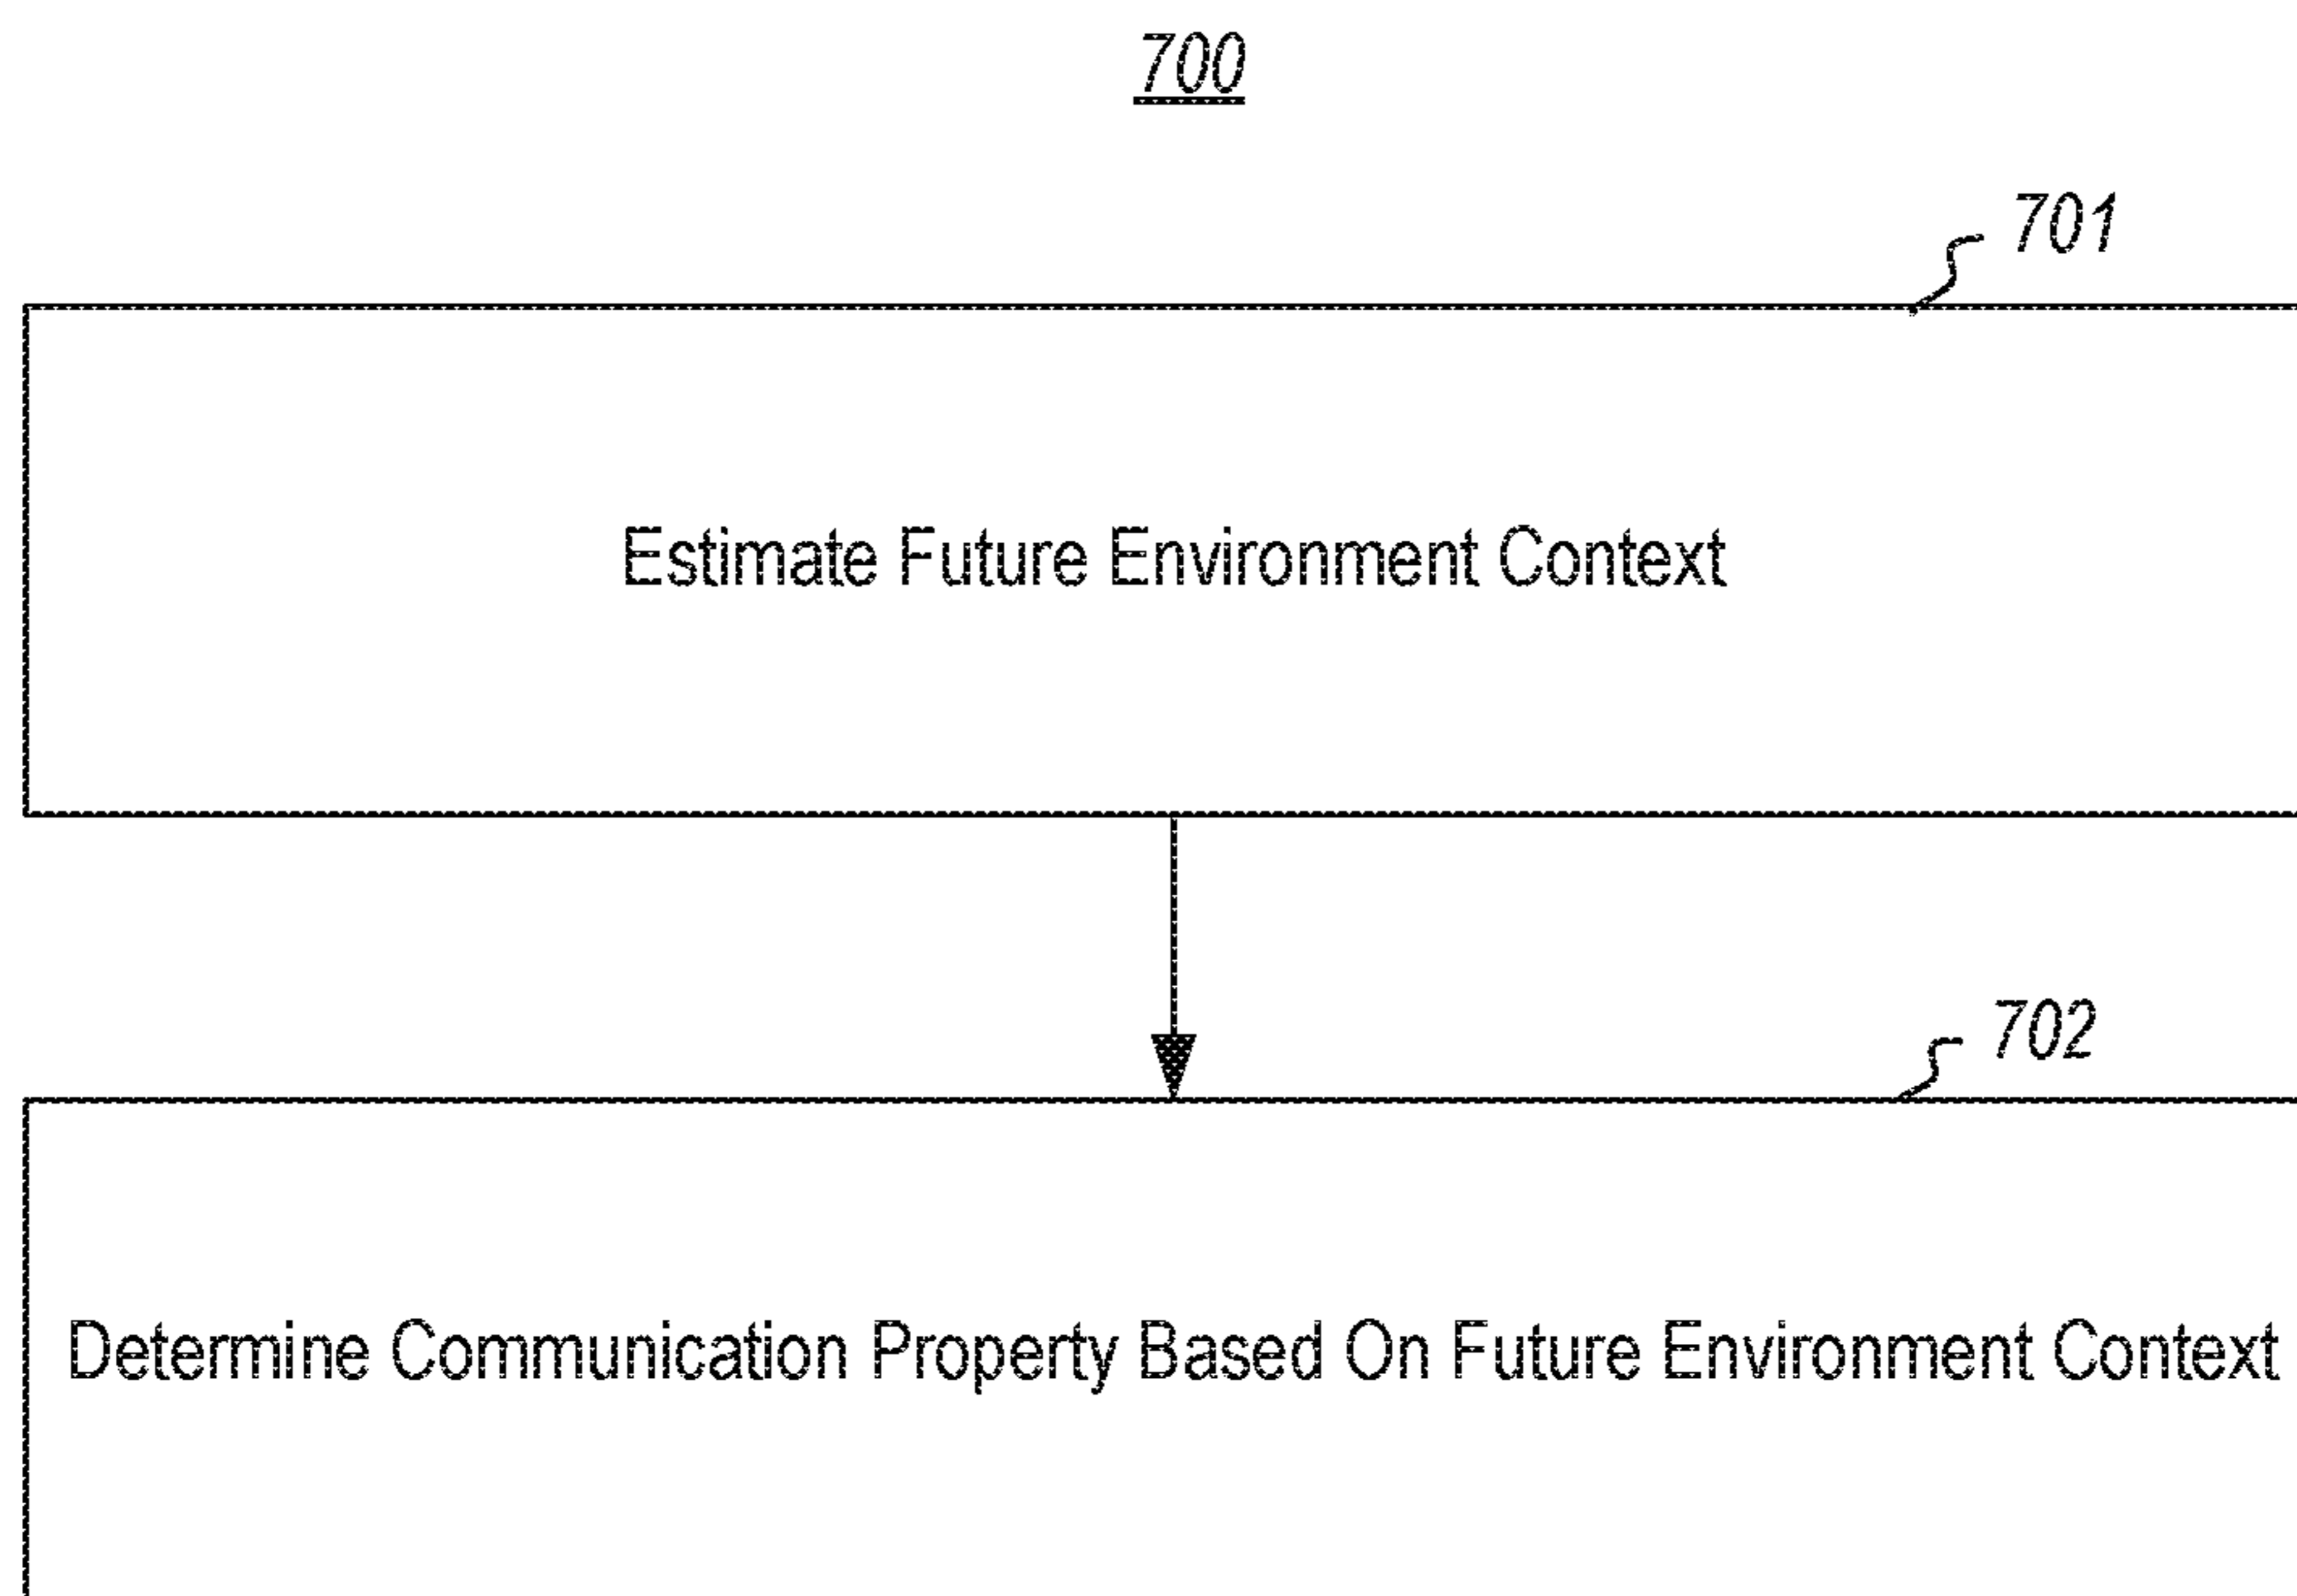 700
701
Estimate Future Environment Context
702
Determine Communication Property Based On Future Environment Context